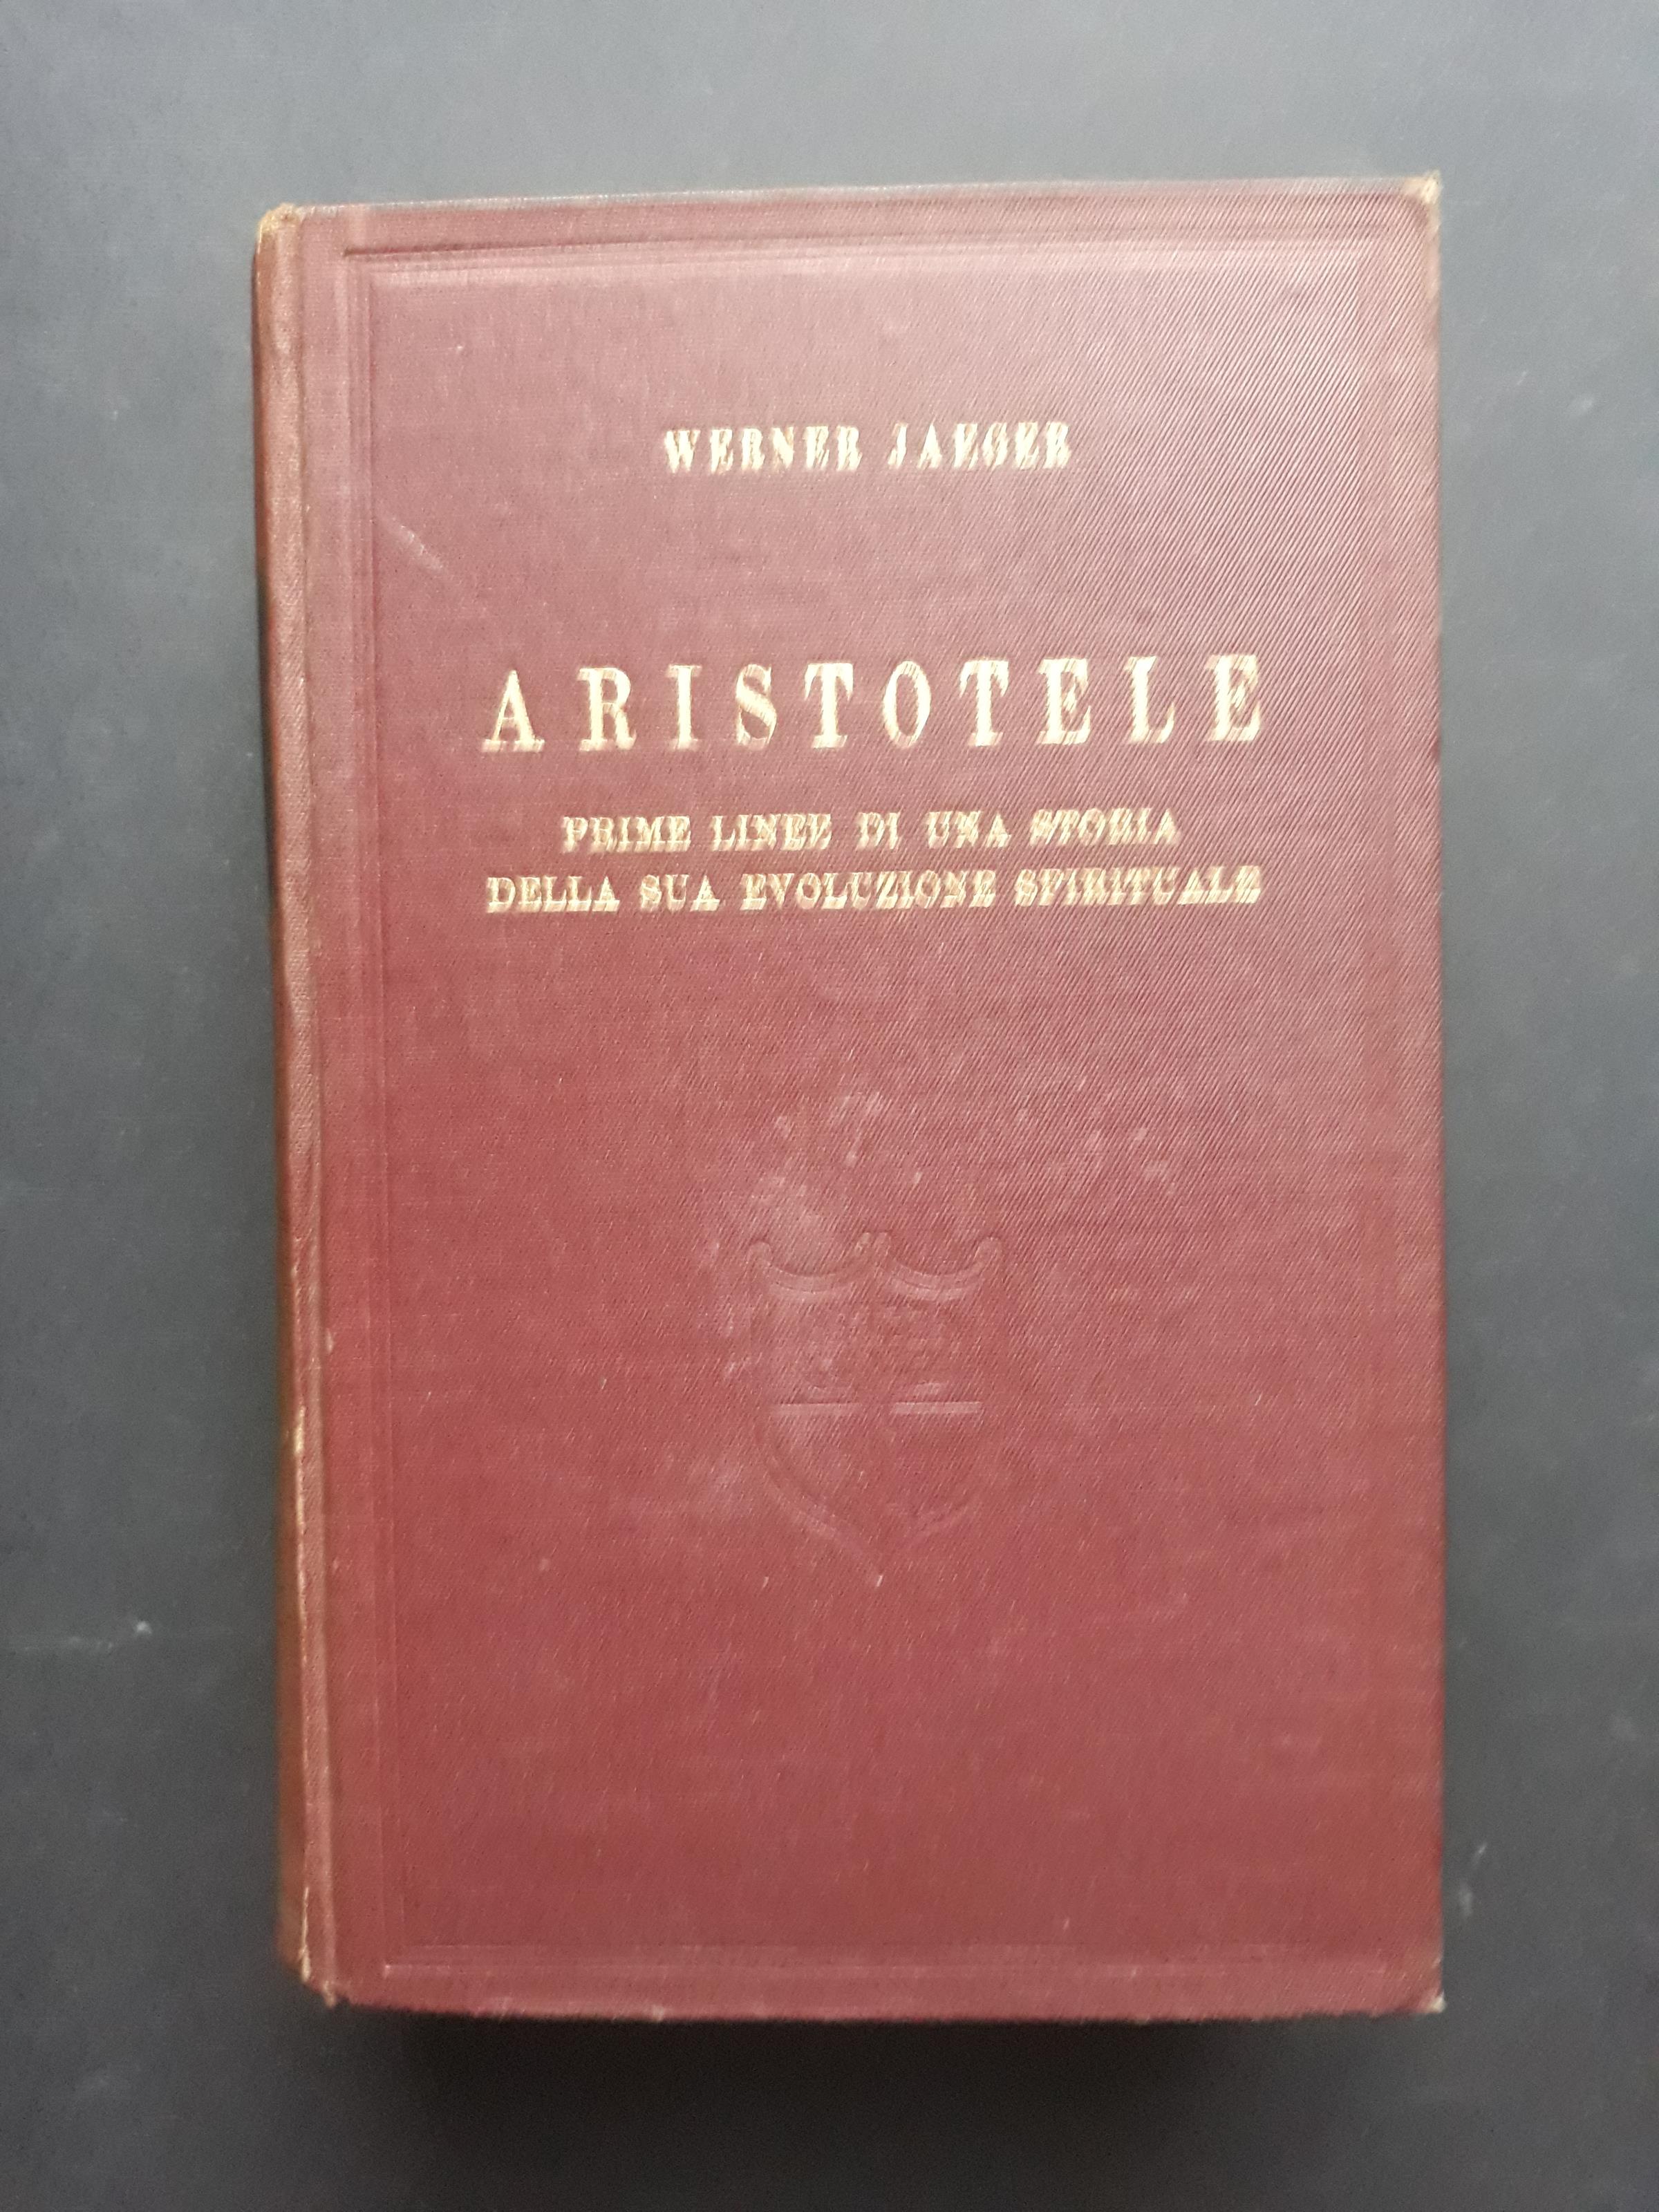 WERNER JAEGER
ARISTOTELE
PRIME LINEE DI UNA STORIA
DELLA SUA EVOLUZIONE SPIRITUALE